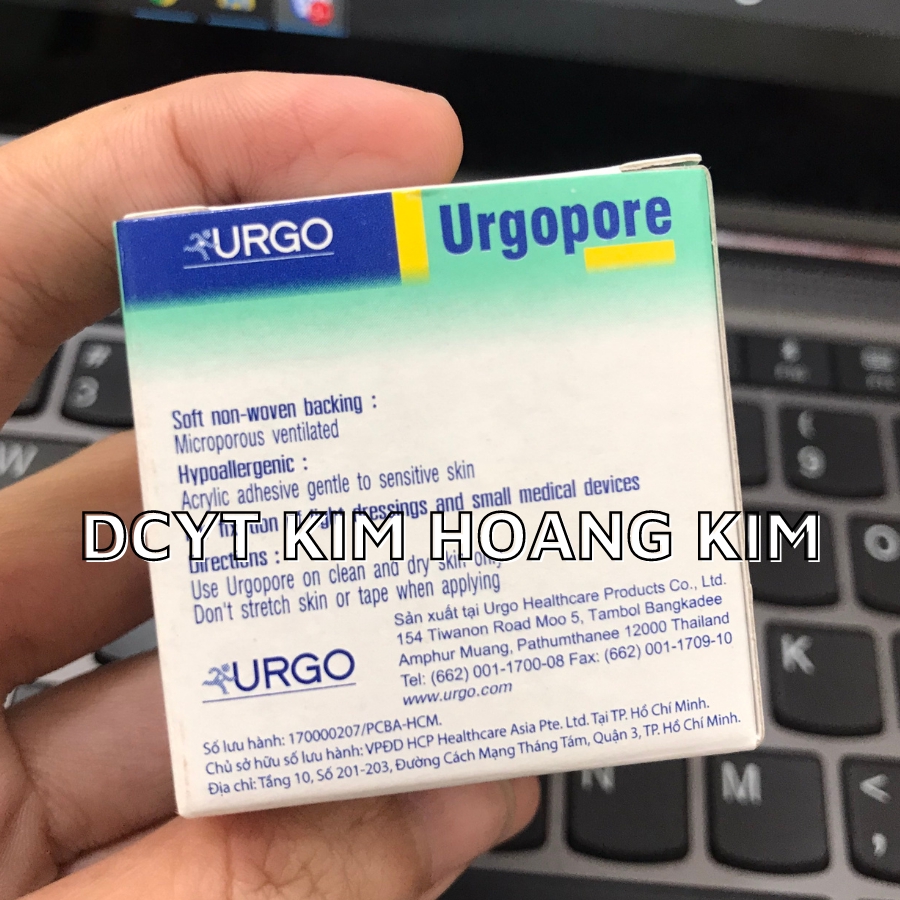 URGO
Urgopore
Soft non-woven backing :
Microporous ventilated
Hypoallergenic :
Acrylic adhesive gentle to sensitive skin
light dressings and small medical devices
DCYT KIM HOANG KIM
Directions :
Use Urgopore on clean and dry skin only
Don't stretch skin or tape when applying
Sản xuất tại Urgo Healthcare Products Co., Ltd.
154 Tiwanon Road Moo 5, Tambol Bangkadee
Amphur Muang, Pathumthanee 12000 Thailand
Tel: (662) 001-1700-08 Fax: (662) 001-1709-10
www.urgo.com
URGO
Số lưu hành: 170000207/PCBA-HCM.
Chủ sở hữu số lưu hành: VPĐD HCP Healthcare Asia Pte. Ltd. Tại TP. Hồ Chí Minh.
Địa chỉ: Tầng 10, Số 201-203, Đường Cách Mạng Tháng Tám, Quận 3, TP. Hồ Chí Minh.
#
3
W
(
9
O
K
N
M
<
,